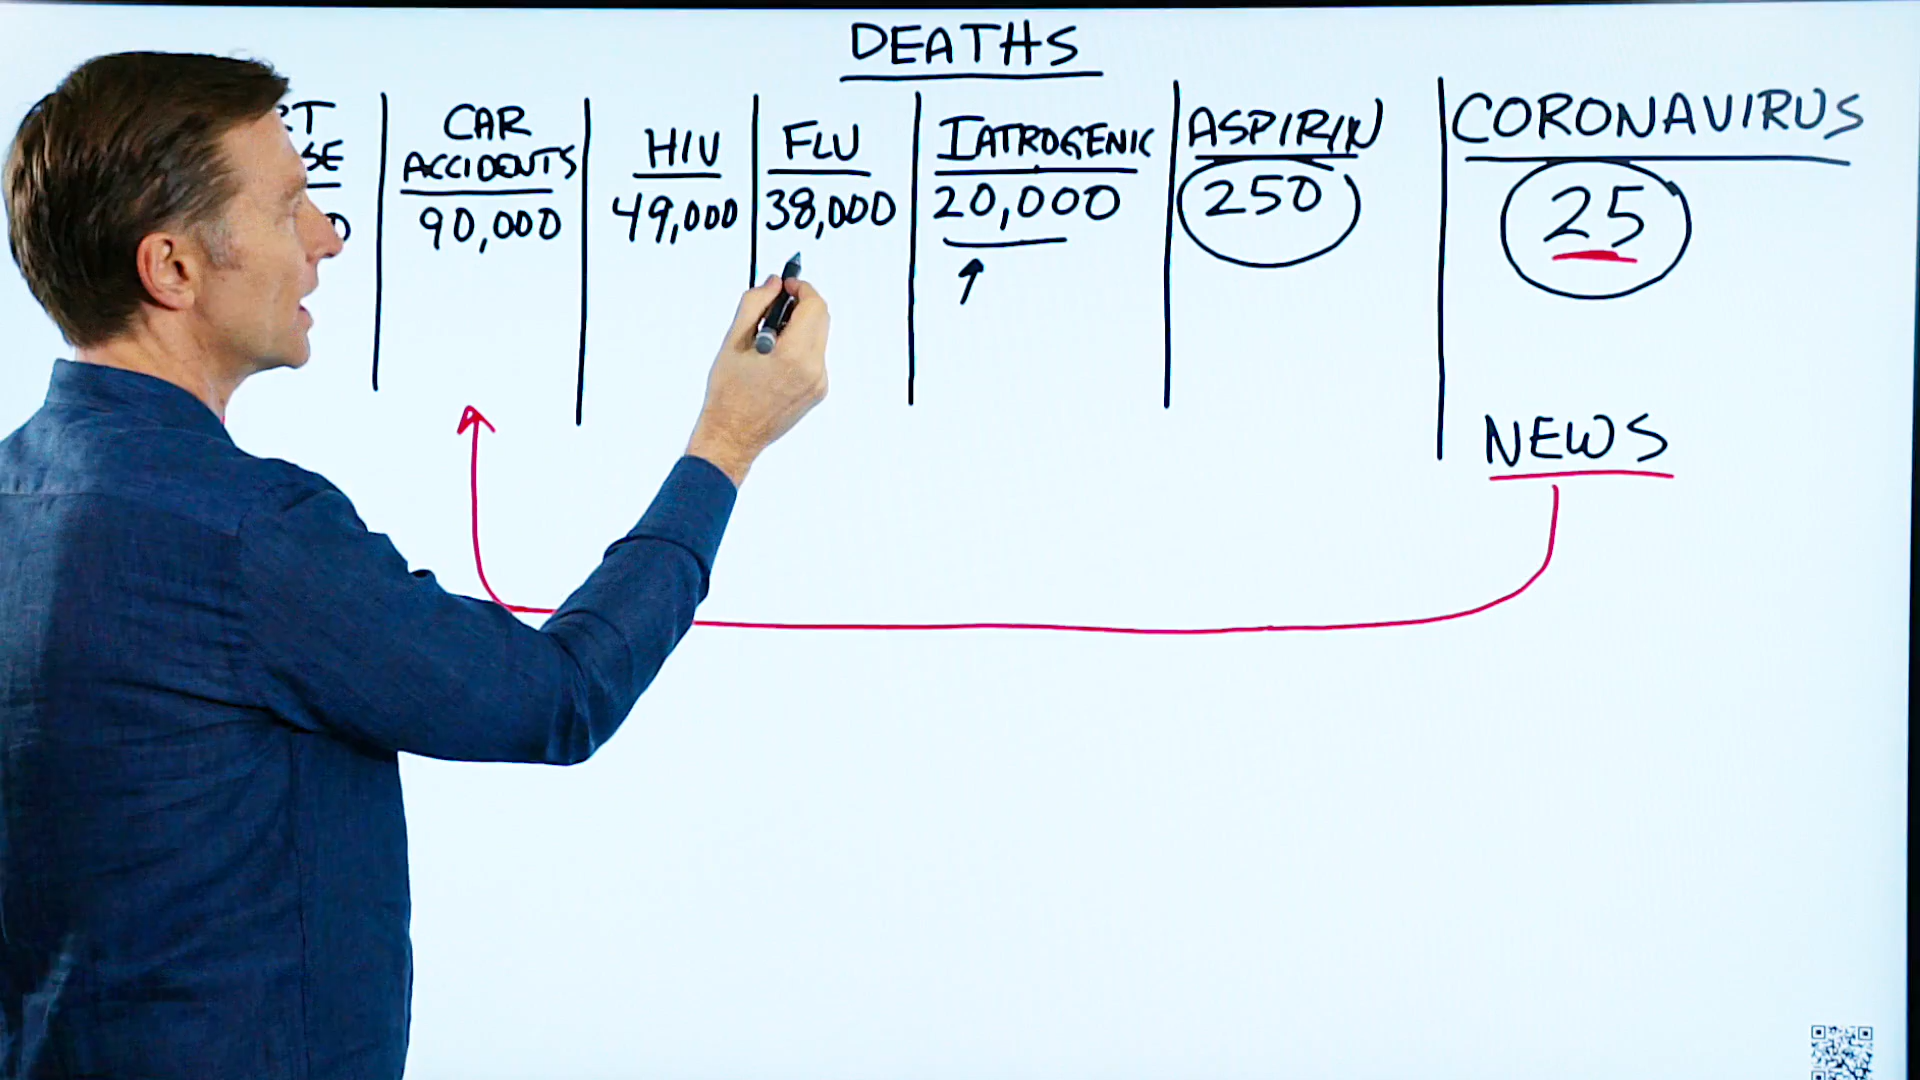 DEATHS
CAR
ACCIDENTS
90,000
HIV
49,000
FLU
38,000
IATROGENIC
20,000
ASPIRIN
250
CORONAVIRUS
25
NEWS